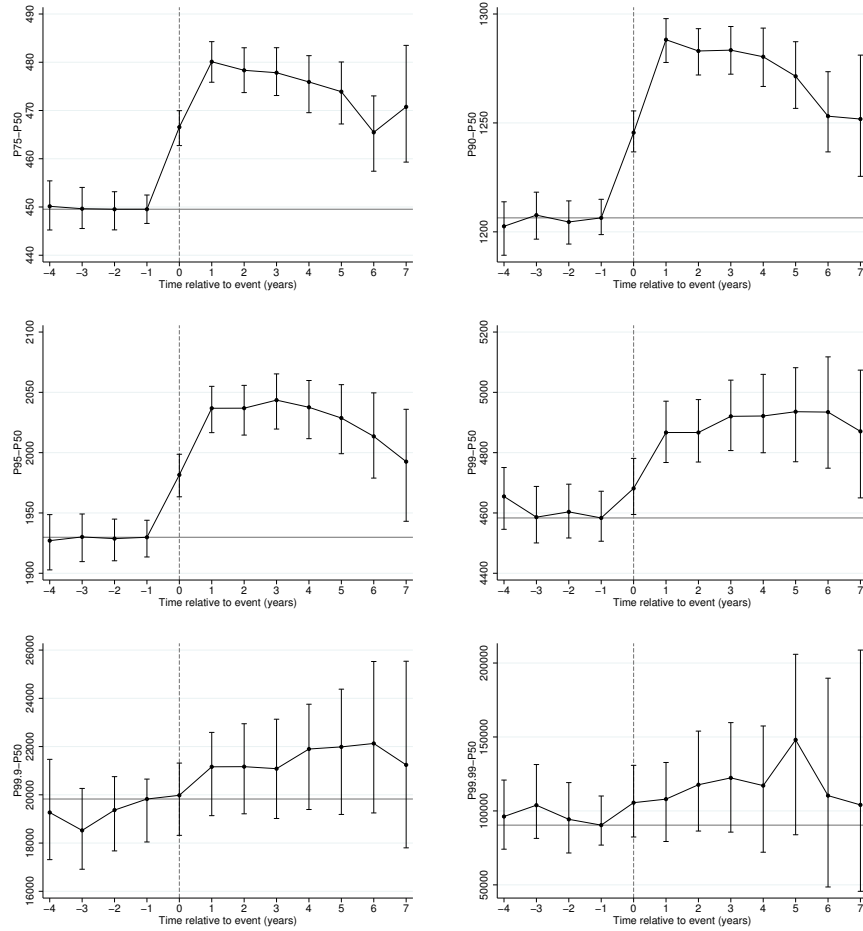 490
480
470
460
450
440
P75−P50
−4 −3 −2 −1 0 1 2 3 4 5 6 7
Time relative to event (years)
1300
1250
1200
P90−P50
−4 −3 −2 −1 0 1 2 3 4 5 6 7
Time relative to event (years)
2100
2050
2000
1950
1900
P95−P50
−4 −3 −2 −1 0 1 2 3 4 5 6 7
Time relative to event (years)
5200
5000
4800
4600
4400
P99−P50
−4 −3 −2 −1 0 1 2 3 4 5 6 7
Time relative to event (years)
26000
24000
22000
20000
18000
16000
P99.9−P50
−4 −3 −2 −1 0 1 2 3 4 5 6 7
Time relative to event (years)
200000
150000
100000
50000
P99.99−P50
−4 −3 −2 −1 0 1 2 3 4 5 6 7
Time relative to event (years)